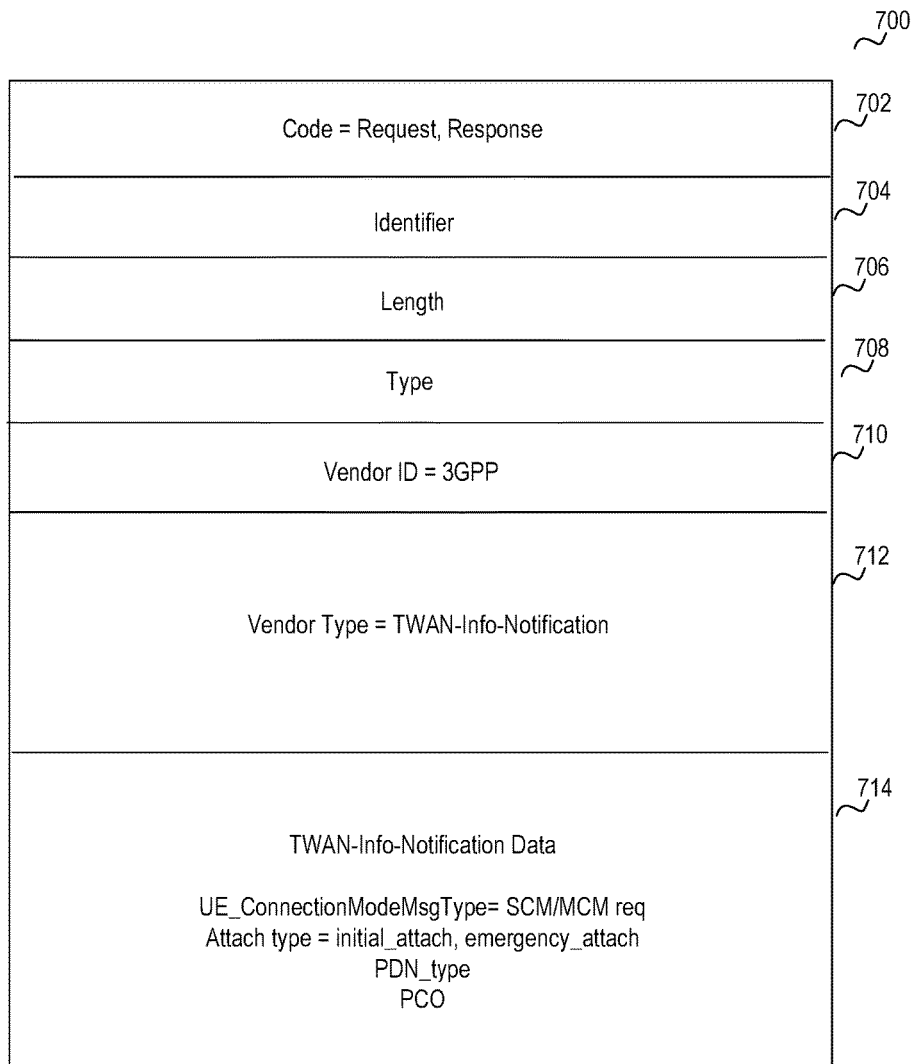 700
Code = Request, Response
702
Identifier
704
Length
706
Type
708
Vendor ID = 3GPP
710
Vendor Type = TWAN-Info-Notification
712
TWAN-Info-Notification Data
714
UE_ConnectionModeMsgType= SCM/MCM req
Attach type = initial_attach, emergency_attach
PDN_type
PCO